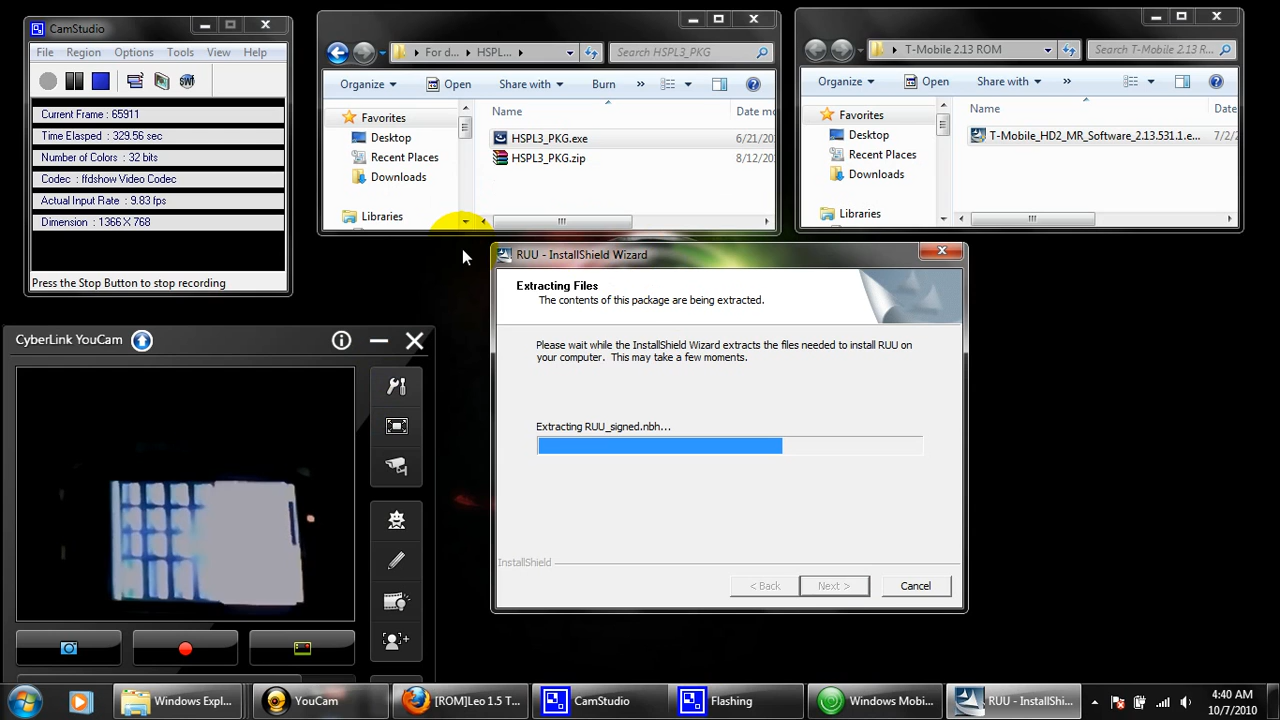 CamStudio
File Region Options Tools View Help
Current Frame : 65911
Time Elasped : 329.56 sec
Number of Colors : 32 bits
Codec : ffdshow Video Codec
Actual Input Rate : 9.83 fps
Dimension : 1366 X 768
Press the Stop Button to stop recording
For d... HSPL... Search HSPL3_PKG
Organize Open Share with Burn »
Favorites
Desktop
Recent Places
Downloads
Libraries
Name Date mo
HSPL3_PKG.exe 6/21/20
HSPL3_PKG.zip 8/12/20
T-Mobile 2.13 ROM Search T-Mobile 2.13 R...
Organize Open Share with »
Favorites
Desktop
Recent Places
Downloads
Libraries
Name Date
T-Mobile_HD2_MR_Software_2.13.531.1.e... 7/2/2
RUU - InstallShield Wizard
Extracting Files
The contents of this package are being extracted.
Please wait while the InstallShield Wizard extracts the files needed to install RUU on
your computer. This may take a few moments.
Extracting RUU_signed.nbh...
InstallShield
< Back Next > Cancel
CyberLink YouCam
Windows Expl... YouCam [ROM]Leo 1.5 T... CamStudio Flashing Windows Mobi... RUU - InstallShi...
4:40 AM
10/7/2010